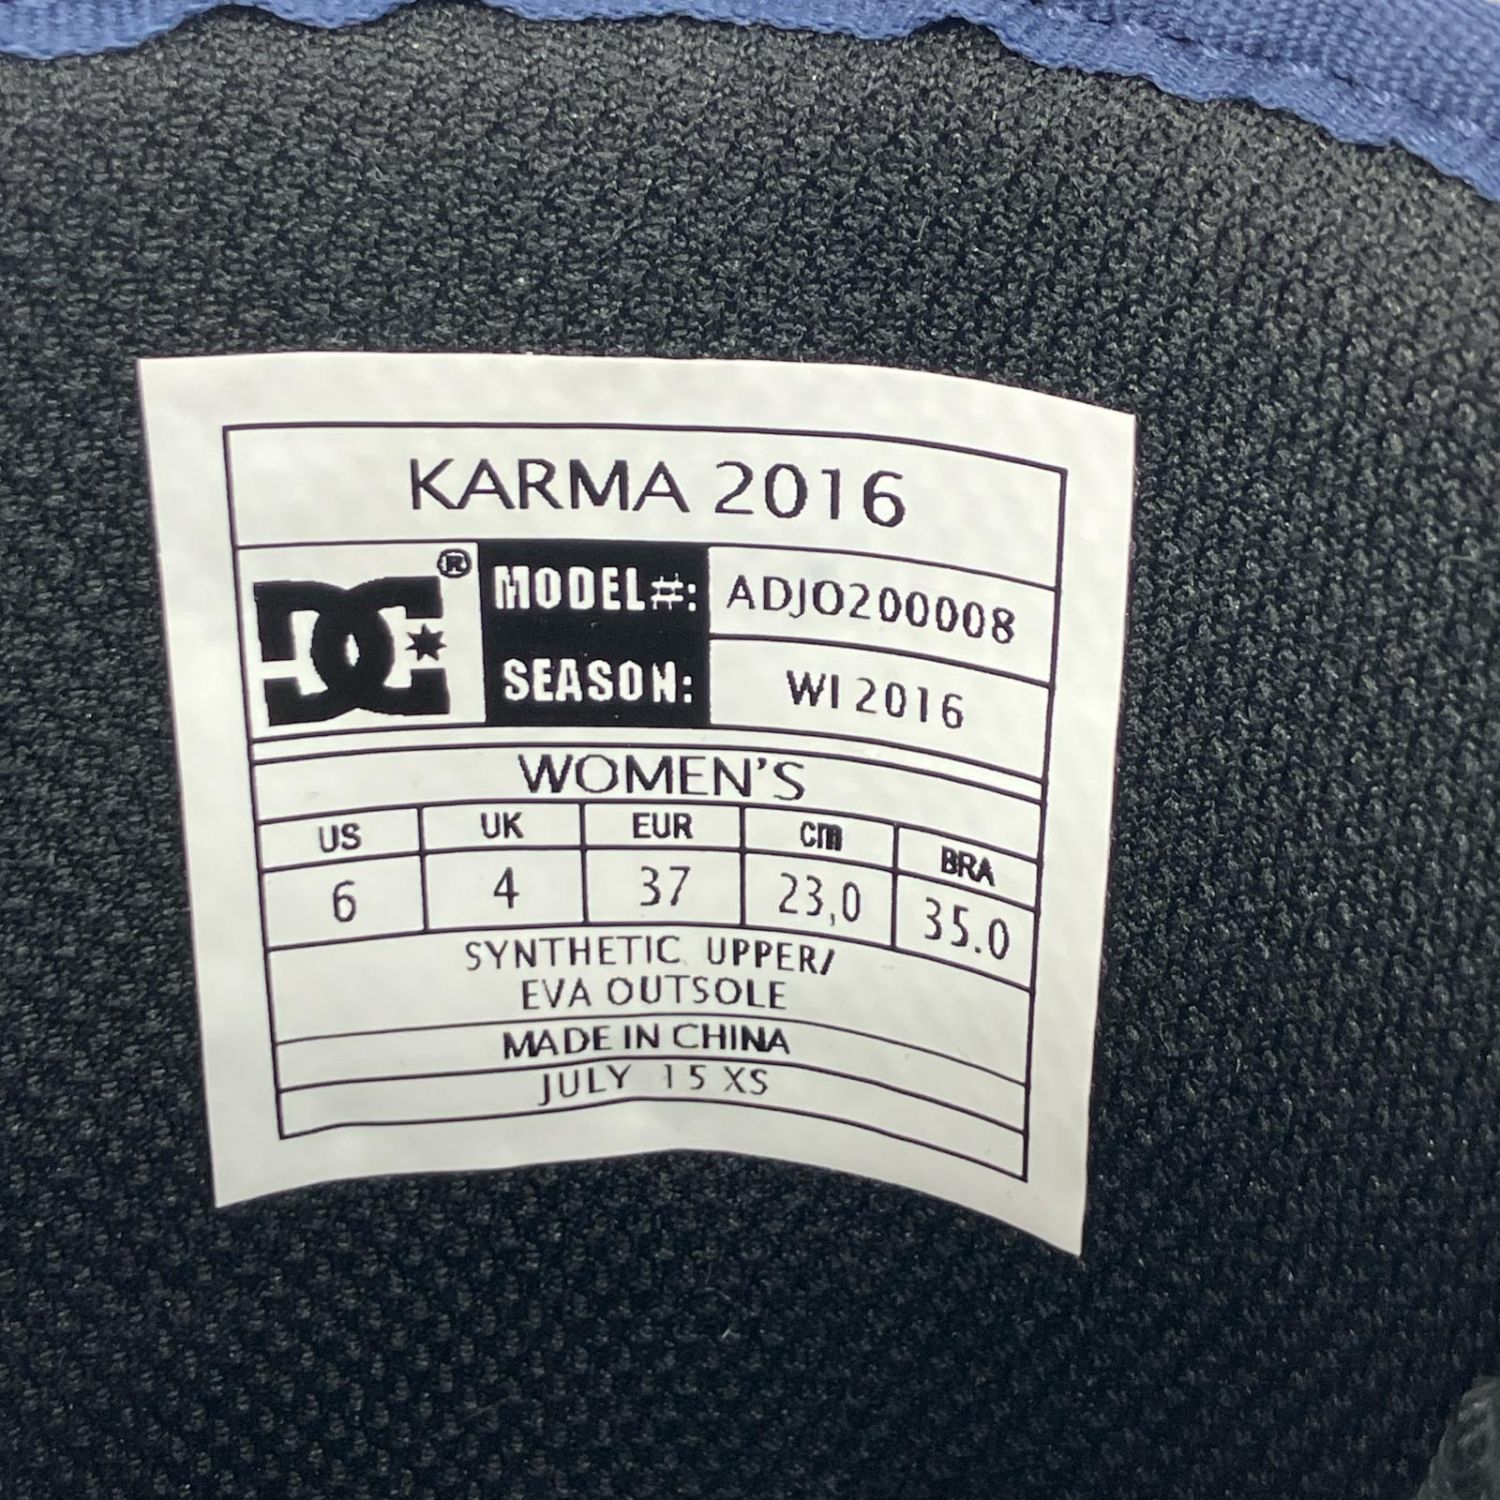 KARMA 2016
DC®
MODEL#: ADJO200008
SEASON: WI 2016
WOMEN'S
US UK EUR cm BRA
6 4 37 23,0 35.0
SYNTHETIC UPPER/
EVA OUTSOLE
MADE IN CHINA
JULY 15 XS